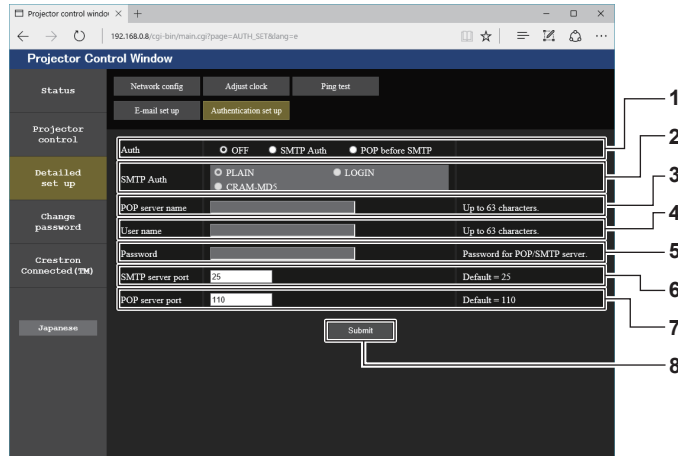 Projector control window
192.168.0.8/cgi-bin/main.cgi?page=AUTH_SET&lang=e
Projector Control Window
Status
Projector
control
Detailed
set up
Change
password
Crestron
Connected(TM)
Japanese
Network config Adjust clock Ping test
E-mail set up Authentication set up
Auth OFF SMTP Auth POP before SMTP
SMTP Auth PLAIN LOGIN
CRAM-MD5
POP server name Up to 63 characters.
User name Up to 63 characters.
Password Password for POP/SMTP server.
SMTP server port 25 Default = 25
POP server port 110 Default = 110
Submit
1
2
3
4
5
6
7
8